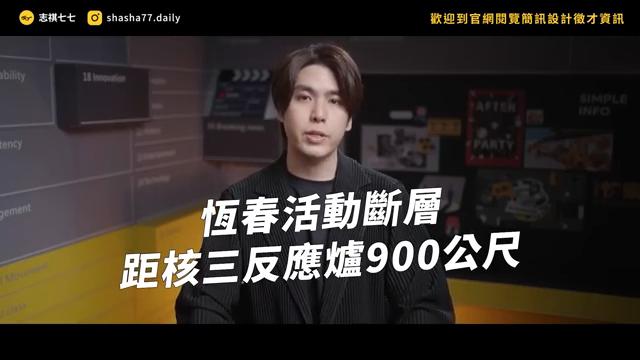 志祺七七
shasha77.daily
歡迎到官網閱覽簡訊設計徵才資訊
18 Innovation
AFTER
PARTY
SIMPLE
INFO
恆春活動斷層
距核三反應爐900公尺